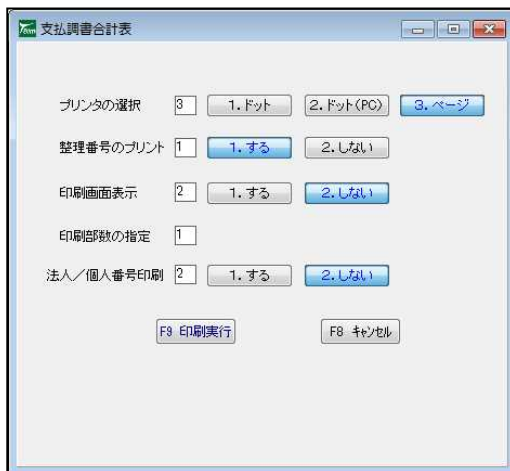 支払調書合計表
プリンタの選択 3 1.ドット 2.ドット(PC) 3.ページ
整理番号のプリント 1 1.する 2.しない
印刷画面表示 2 1.する 2.しない
印刷部数の指定 1
法人/個人番号印刷 2 1.する 2.しない
F9 印刷実行 F8 キャンセル